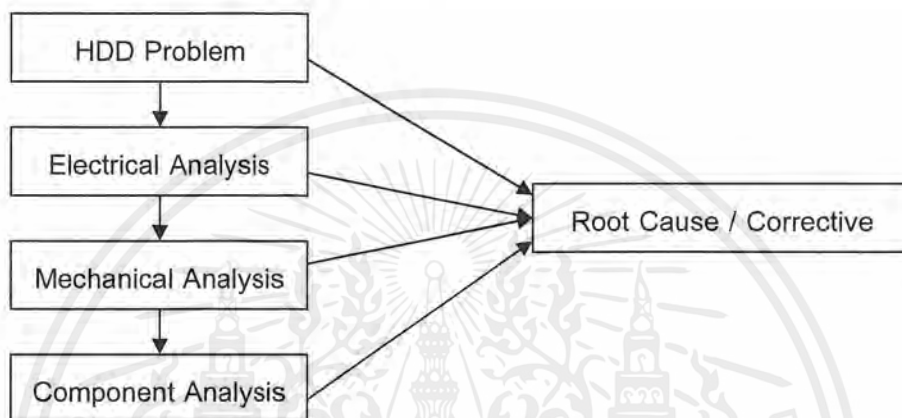 HDD Problem
Electrical Analysis
Root Cause / Corrective
Mechanical Analysis
Component Analysis